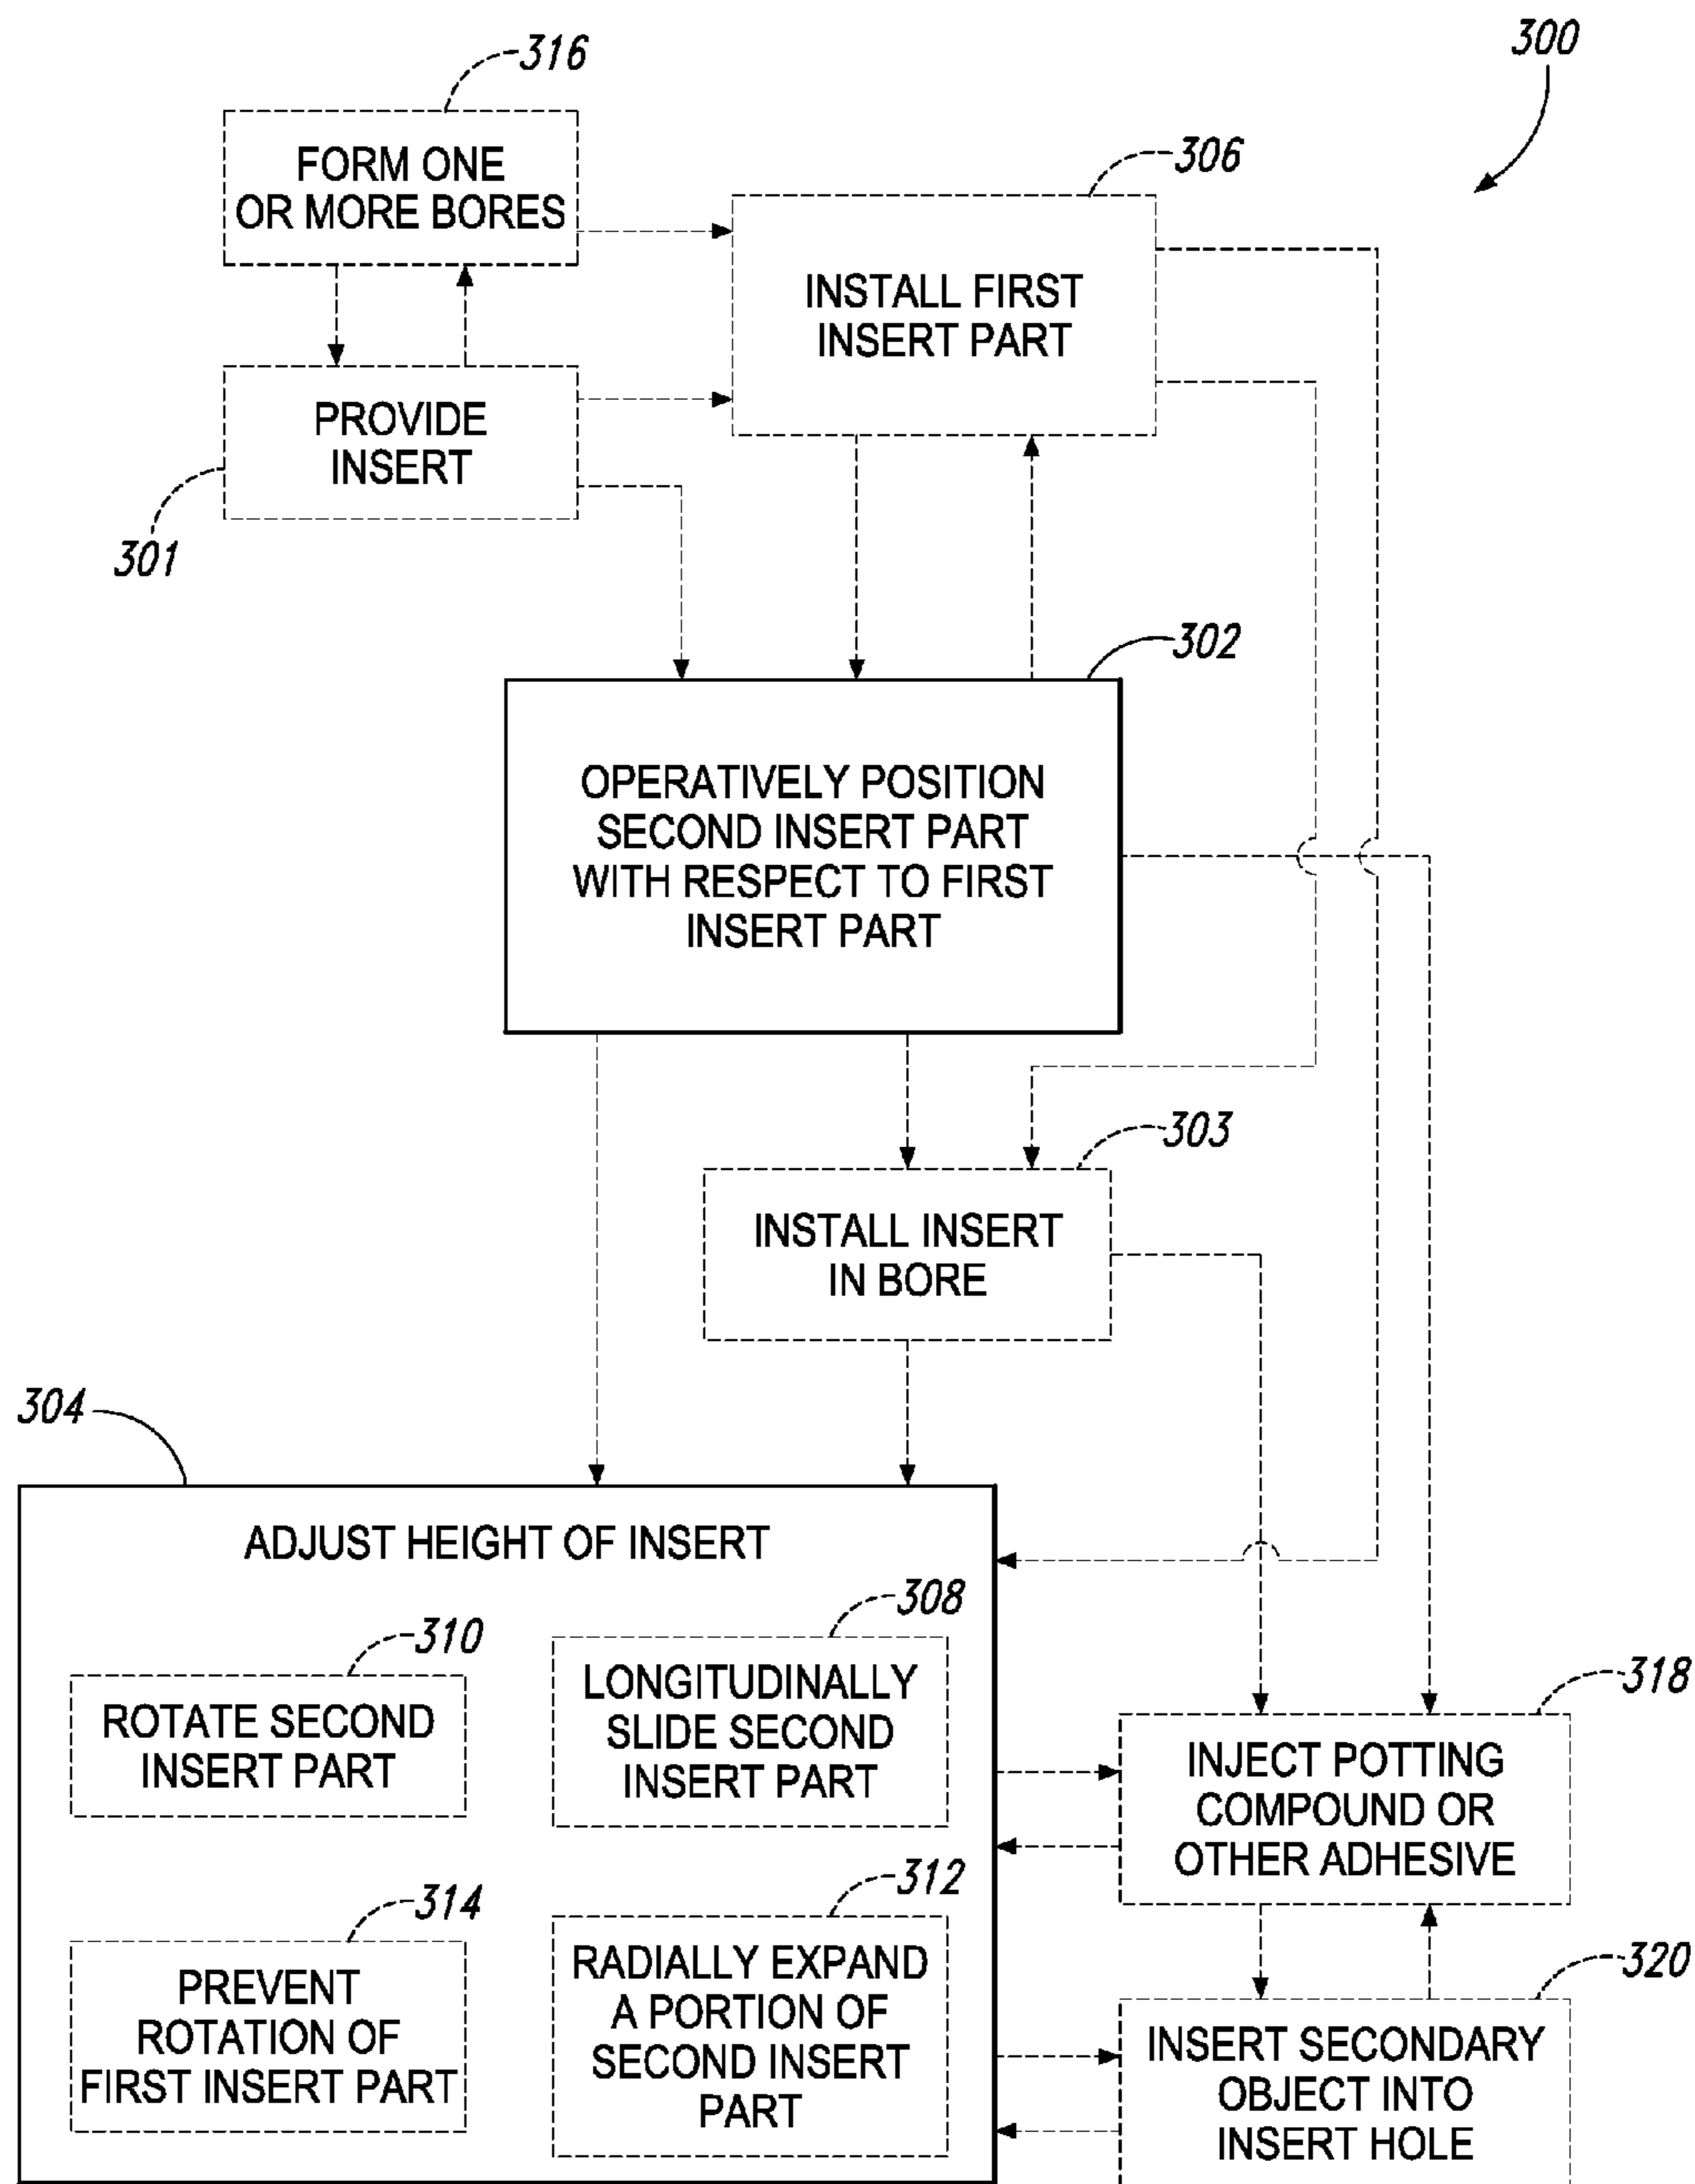 300
316
FORM ONE
OR MORE BORES
306
INSTALL FIRST
INSERT PART
PROVIDE
INSERT
301
302
OPERATIVELY POSITION
SECOND INSERT PART
WITH RESPECT TO FIRST
INSERT PART
303
INSTALL INSERT
IN BORE
304
ADJUST HEIGHT OF INSERT
310
ROTATE SECOND
INSERT PART
308
LONGITUDINALLY
SLIDE SECOND
INSERT PART
314
PREVENT
ROTATION OF
FIRST INSERT PART
312
RADIALLY EXPAND
A PORTION OF
SECOND INSERT
PART
318
INJECT POTTING
COMPOUND OR
OTHER ADHESIVE
320
INSERT SECONDARY
OBJECT INTO
INSERT HOLE